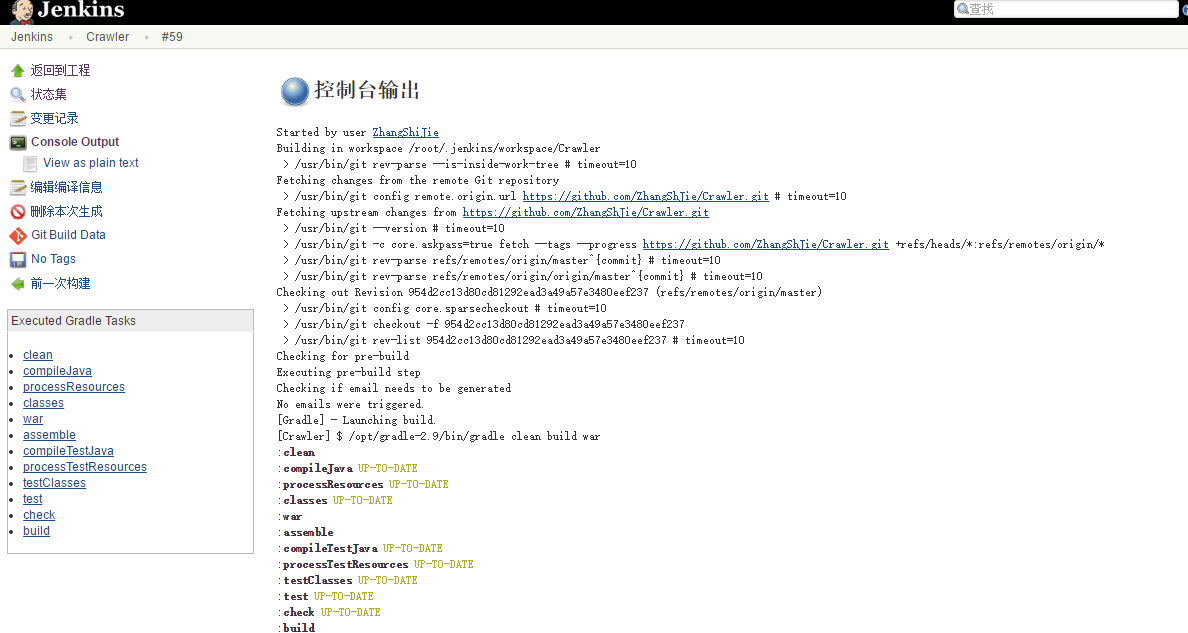 Jenkins
查找
Jenkins
Crawler
#59
返回到工程
状态集
变更记录
Console Output
View as plain text
编辑编译信息
删除本次生成
Git Build Data
No Tags
前一次构建
Executed Gradle Tasks
clean
compileJava
processResources
classes
war
assemble
compileTestJava
processTestResources
testClasses
test
check
build
控制台输出
Started by user ZhangShiJie
Building in workspace /root/.jenkins/workspace/Crawler
> /usr/bin/git rev-parse --is-inside-work-tree # timeout=10
Fetching changes from the remote Git repository
> /usr/bin/git config remote.origin.url https://github.com/ZhangShJie/Crawler.git # timeout=10
Fetching upstream changes from https://github.com/ZhangShJie/Crawler.git
> /usr/bin/git --version # timeout=10
> /usr/bin/git -c core.askpass=true fetch --tags --progress https://github.com/ZhangShJie/Crawler.git +refs/heads/*:refs/remotes/origin/*
> /usr/bin/git rev-parse refs/remotes/origin/master^{commit} # timeout=10
> /usr/bin/git rev-parse refs/remotes/origin/origin/master^{commit} # timeout=10
Checking out Revision 954d2cc13d80cd81292ead3a49a57e3480eef237 (refs/remotes/origin/master)
> /usr/bin/git config core.sparsecheckout # timeout=10
> /usr/bin/git checkout -f 954d2cc13d80cd81292ead3a49a57e3480eef237
> /usr/bin/git rev-list 954d2cc13d80cd81292ead3a49a57e3480eef237 # timeout=10
Checking for pre-build
Executing pre-build step
Checking if email needs to be generated
No emails were triggered.
[Gradle] - Launching build.
[Crawler] $ /opt/gradle-2.9/bin/gradle clean build war
:clean
:compileJava UP-TO-DATE
:processResources UP-TO-DATE
:classes UP-TO-DATE
:war
:assemble
:compileTestJava UP-TO-DATE
:processTestResources UP-TO-DATE
:testClasses UP-TO-DATE
:test UP-TO-DATE
:check UP-TO-DATE
:build